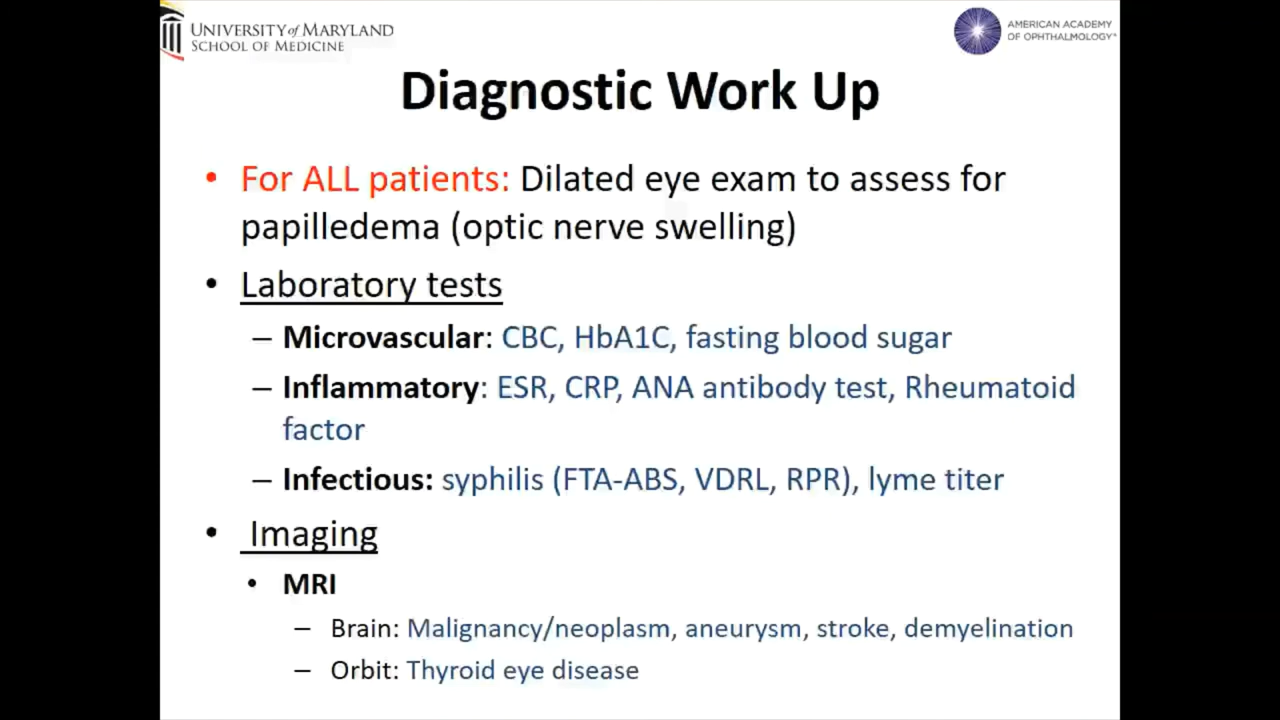 UNIVERSITY of MARYLAND
SCHOOL OF MEDICINE
AMERICAN ACADEMY
OF OPHTHALMOLOGY
Diagnostic Work Up
• For ALL patients: Dilated eye exam to assess for
papilledema (optic nerve swelling)
• Laboratory tests
– Microvascular: CBC, HbA1C, fasting blood sugar
– Inflammatory: ESR, CRP, ANA antibody test, Rheumatoid
factor
– Infectious: syphilis (FTA-ABS, VDRL, RPR), lyme titer
• Imaging
• MRI
– Brain: Malignancy/neoplasm, aneurysm, stroke, demyelination
– Orbit: Thyroid eye disease